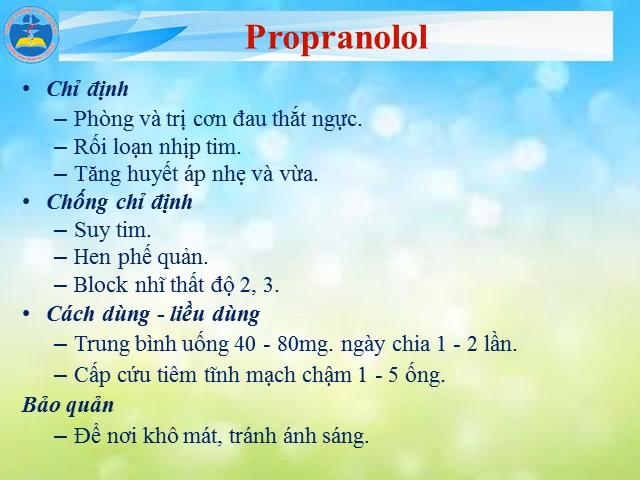 Propranolol
• Chỉ định
– Phòng và trị cơn đau thắt ngực.
– Rối loạn nhịp tim.
– Tăng huyết áp nhẹ và vừa.
• Chống chỉ định
– Suy tim.
– Hen phế quản.
– Block nhĩ thất độ 2, 3.
• Cách dùng - liều dùng
– Trung bình uống 40 - 80mg. ngày chia 1 - 2 lần.
– Cấp cứu tiêm tĩnh mạch chậm 1 - 5 ống.
Bảo quản
– Để nơi khô mát, tránh ánh sáng.